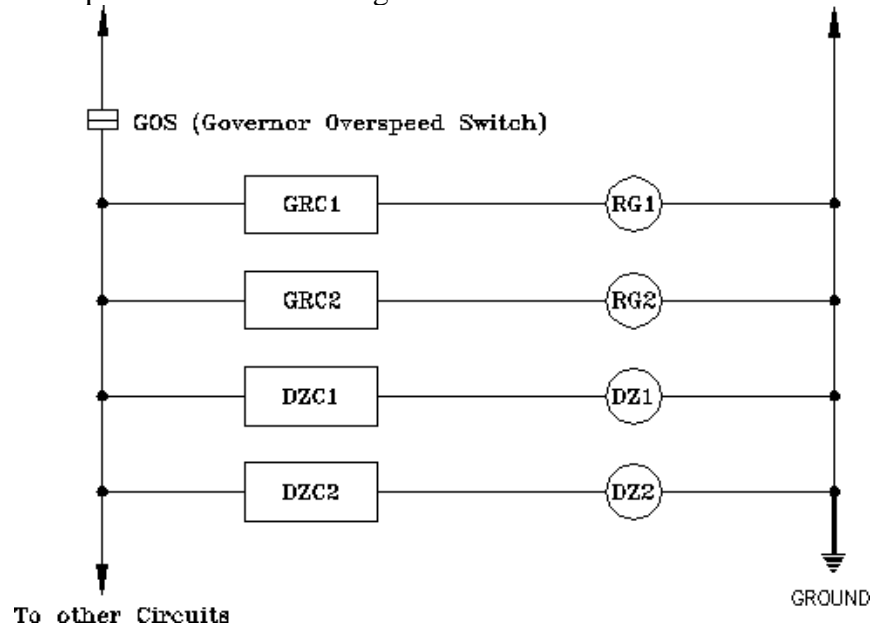 GOS (Governor Overspeed Switch)
GRC1
RG1
GRC2
RG2
DZC1
DZ1
DZC2
DZ2
To other Circuits
GROUND